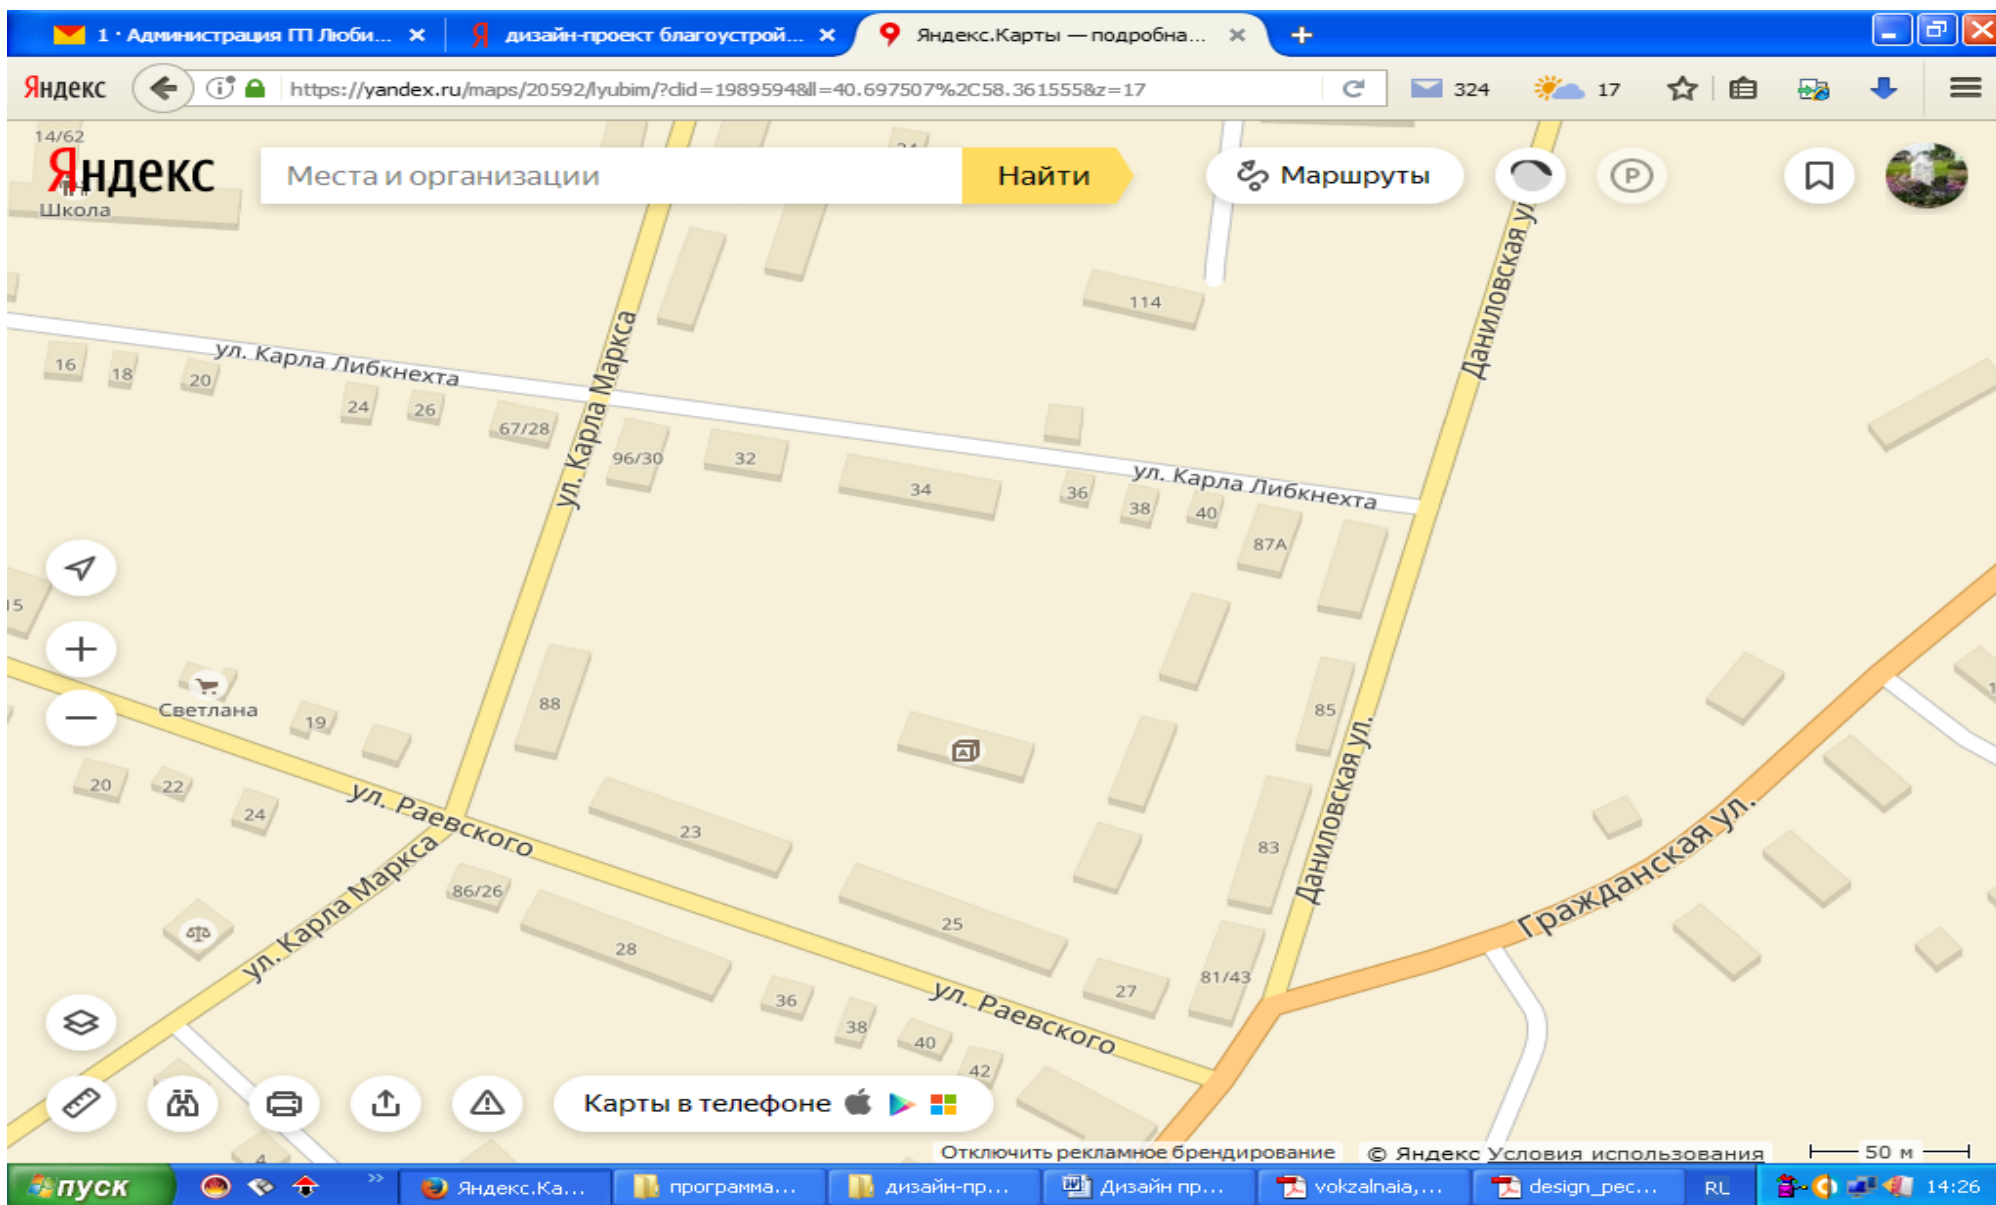 1 · Администрация ГП Люби...
Я дизайн-проект благоустрой...
Яндекс.Карты — подробна...
Яндекс
https://yandex.ru/maps/20592/lyubim/?clid=1989594&ll=40.697507%2C58.361555&z=17
324
17
14/62
Яндекс
Места и организации
Найти
Маршруты
P
Школа
Даниловская ул.
114
ул. Карла Маркса
ул. Карла Либкнехта
16
18
20
24
26
67/28
ул. Карла Маркса
96/30
32
34
36
ул. Карла Либкнехта
38
40
87А
15
88
85
Светлана
19
Даниловская ул.
20
22
24
ул. Раевского
23
83
Гражданская ул.
ул. Карла Маркса
86/26
25
28
81/43
27
36
ул. Раевского
38
40
42
Карты в телефоне
4
Отключить рекламное брендирование
© Яндекс Условия использования
50 м
пуск
»
Яндекс.Ка...
программа...
дизайн-пр...
Дизайн пр...
vokzalnaia,...
design_pec...
RL
14:26